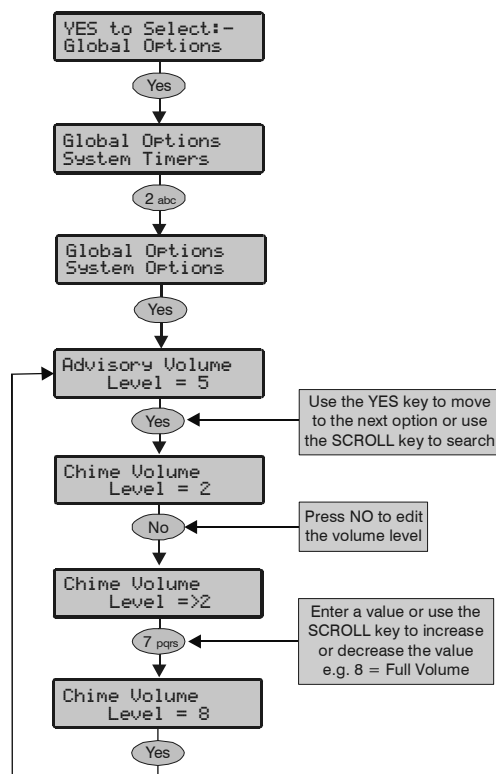 YES to Select:-
Global Options
Yes
Global Options
System Timers
2 abc
Global Options
System Options
Yes
Advisory Volume
Level = 5
Yes
Use the YES key to move
to the next option or use
the SCROLL key to search
Chime Volume
Level = 2
No
Press NO to edit
the volume level
Chime Volume
Level =>2
7 pqrs
Enter a value or use the
SCROLL key to increase
or decrease the value
e.g. 8 = Full Volume
Chime Volume
Level = 8
Yes